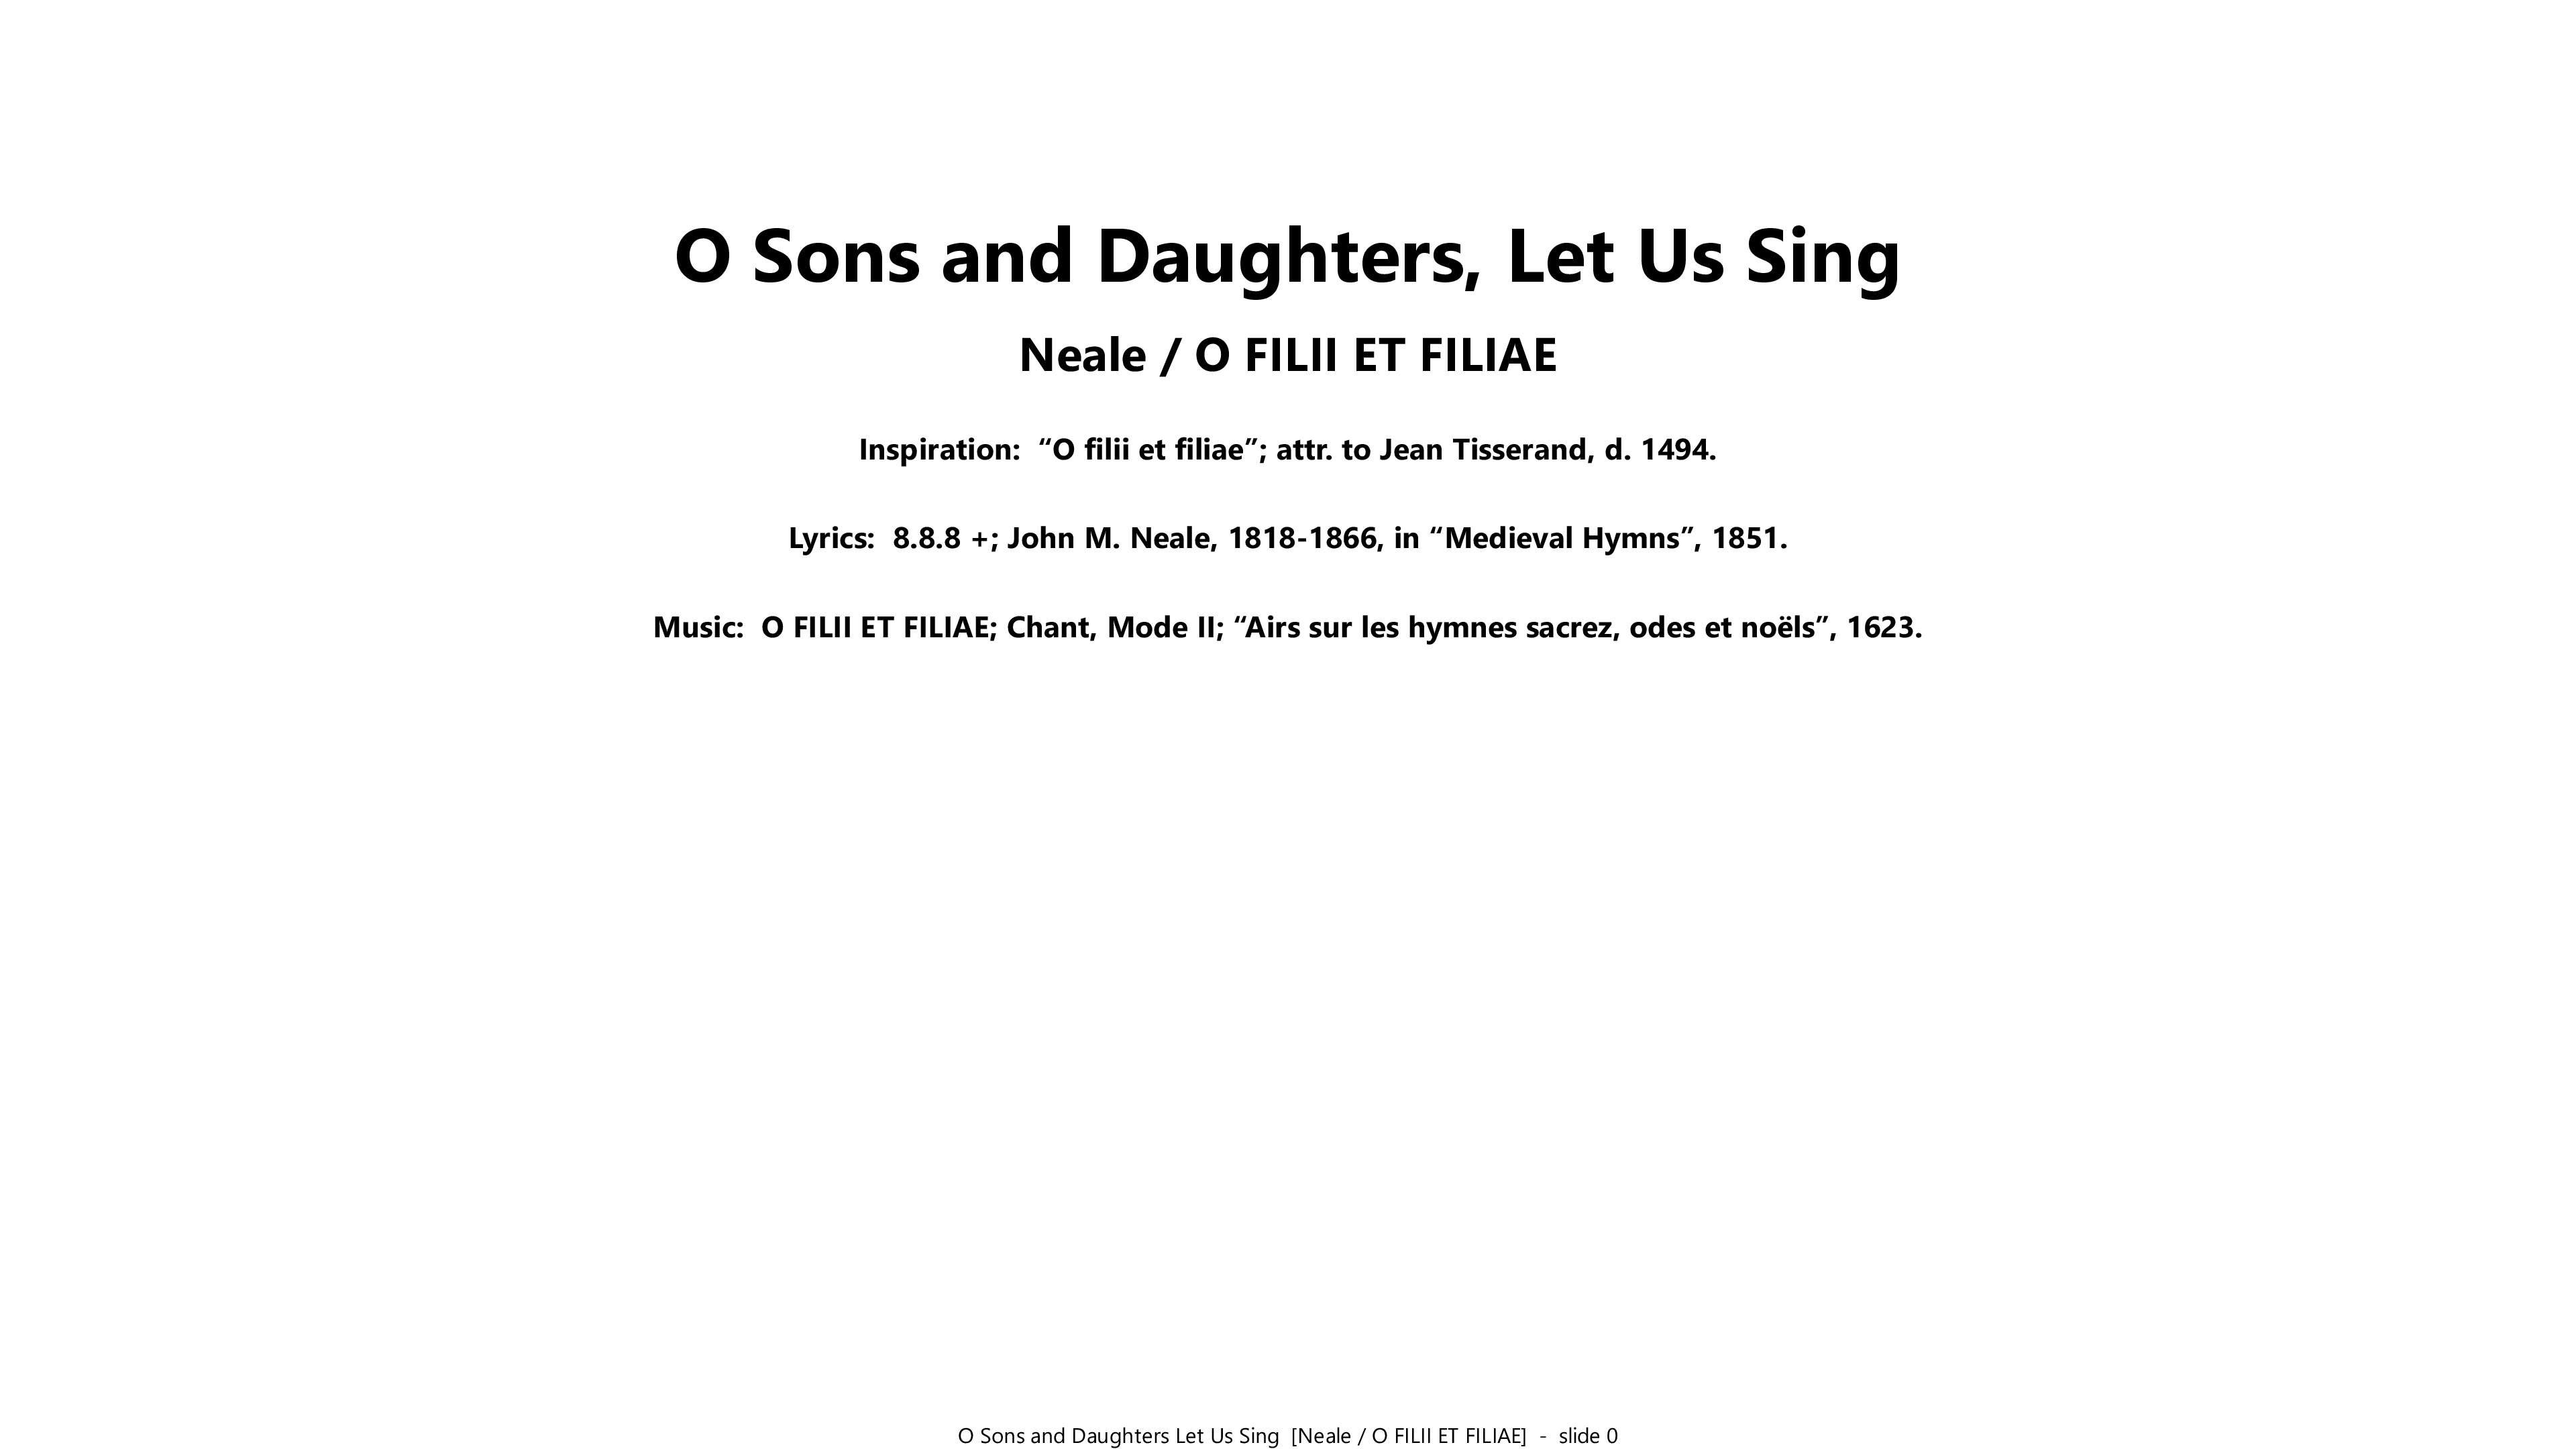 O Sons and Daughters, Let Us Sing
Neale / O FILII ET FILIAE
Inspiration:  “O filii et filiae”; attr. to Jean Tisserand, d. 1494.
Lyrics:  8.8.8 +; John M. Neale, 1818-1866, in “Medieval Hymns”, 1851.
Music:  O FILII ET FILIAE; Chant, Mode II; “Airs sur les hymnes sacrez, odes et noëls”, 1623.
O Sons and Daughters Let Us Sing  [Neale / O FILII ET FILIAE]  -  slide 0